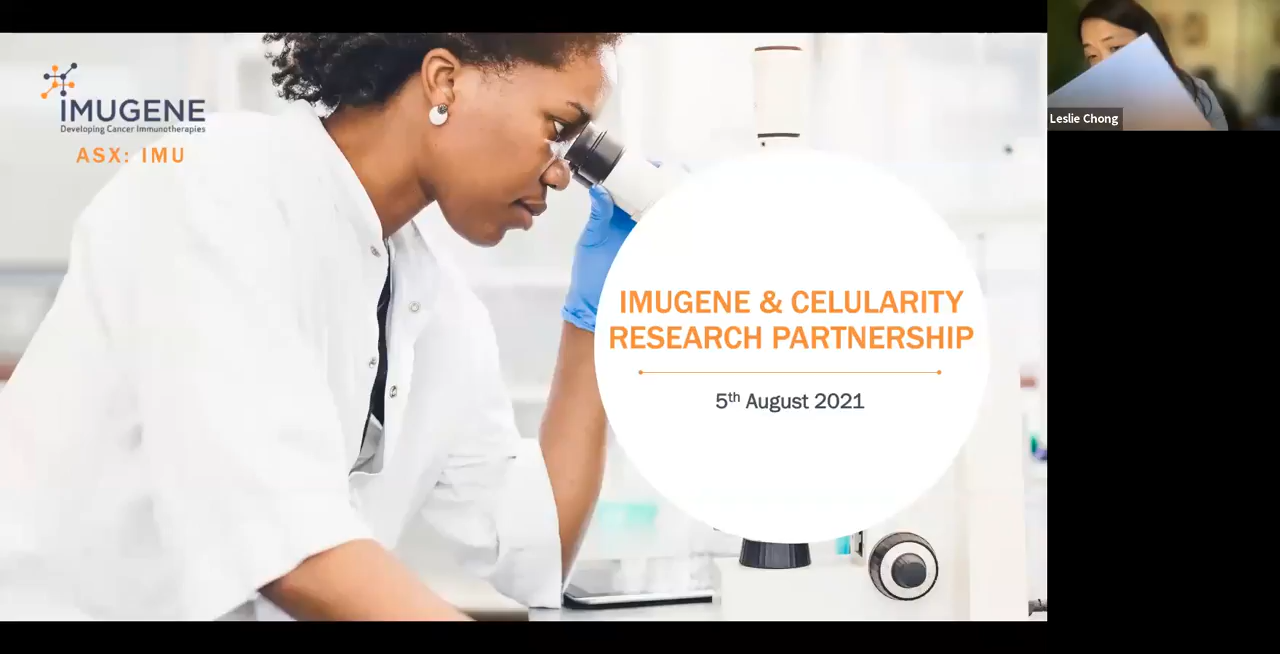 IMUGENE
Developing Cancer Immunotherapies
ASX: IMU
Leslie Chong
IMUGENE & CELULARITY
RESEARCH PARTNERSHIP
5th August 2021